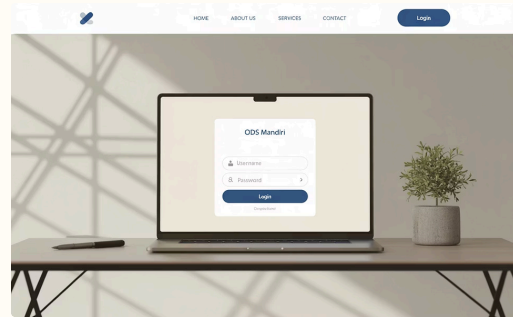 HOME
ABOUT US
SERVICES
CONTACT
Login
ODS Mandiri
Username
Password
Login